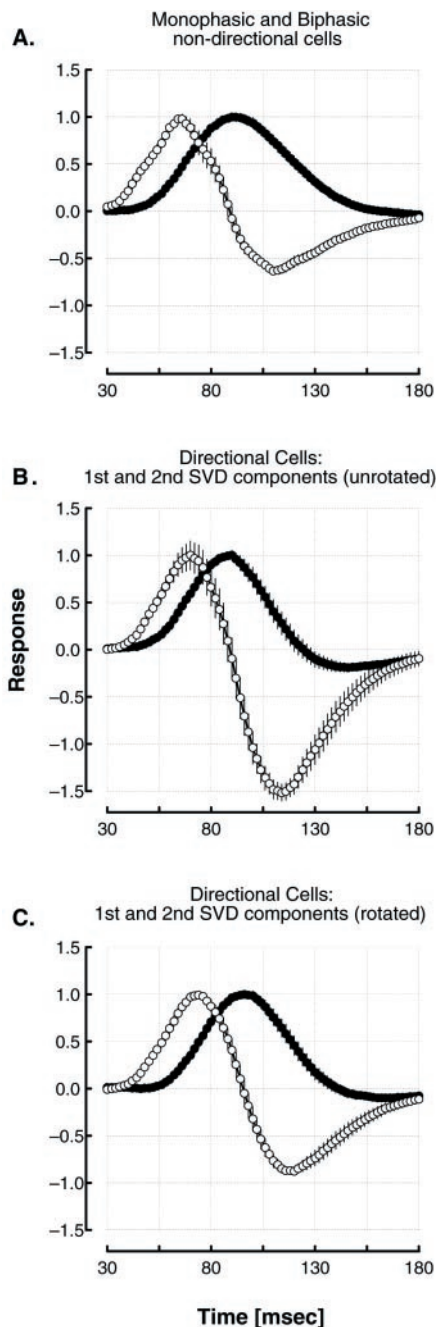 A.
Monophasic and Biphasic
non-directional cells
1.5
1.0
0.5
0.0
−0.5
−1.0
−1.5
30 80 130 180
B.
Directional Cells:
1st and 2nd SVD components (unrotated)
Response
1.5
1.0
0.5
0.0
−0.5
−1.0
−1.5
30 80 130 180
C.
Directional Cells:
1st and 2nd SVD components (rotated)
1.5
1.0
0.5
0.0
−0.5
−1.0
−1.5
30 80 130 180
Time [msec]